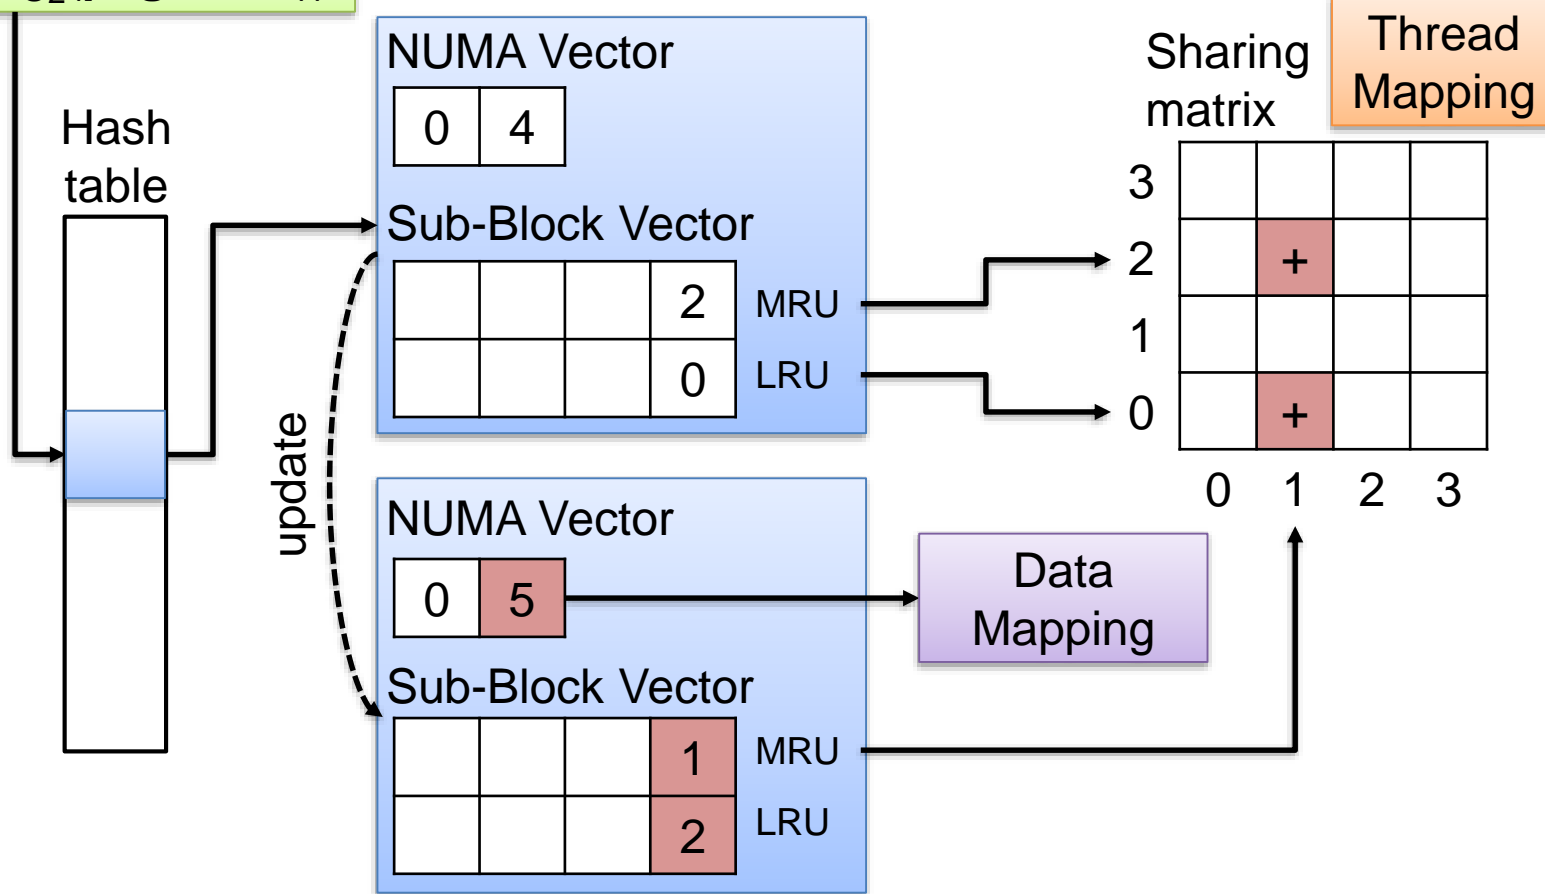 NUMA Vector
0 4
Sub-Block Vector
2 MRU
0 LRU
Hash
table
update
NUMA Vector
0 5
Sub-Block Vector
1 MRU
2 LRU
Data
Mapping
Sharing
matrix
Thread
Mapping
3
2 +
1
0 +
0 1 2 3